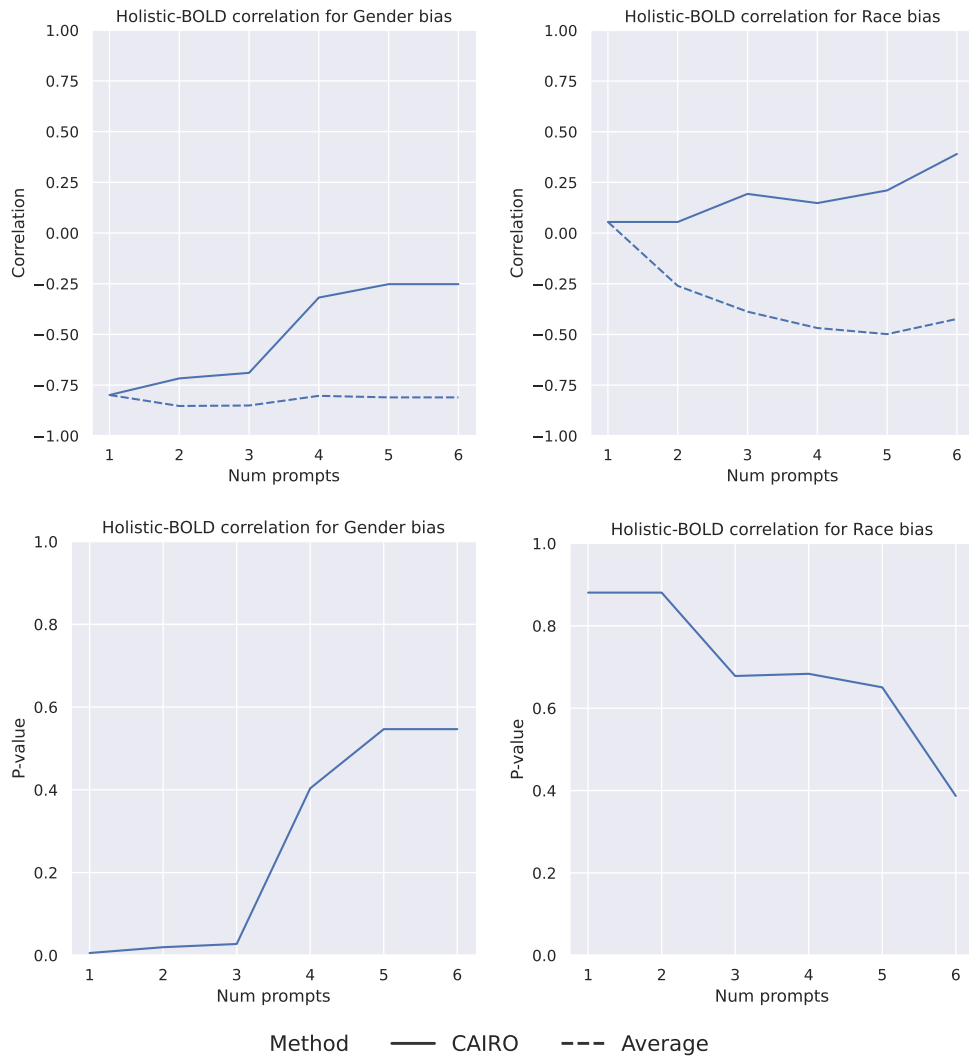 Holistic-BOLD correlation for Gender bias
1.00
0.75
0.50
0.25
0.00
−0.25
−0.50
−0.75
−1.00
Correlation
1 2 3 4 5 6
Num prompts
Holistic-BOLD correlation for Race bias
1.00
0.75
0.50
0.25
0.00
−0.25
−0.50
−0.75
−1.00
Correlation
1 2 3 4 5 6
Num prompts
Holistic-BOLD correlation for Gender bias
1.0
0.8
0.6
0.4
0.2
0.0
P-value
1 2 3 4 5 6
Num prompts
Holistic-BOLD correlation for Race bias
1.0
0.8
0.6
0.4
0.2
0.0
P-value
1 2 3 4 5 6
Num prompts
Method CAIRO Average